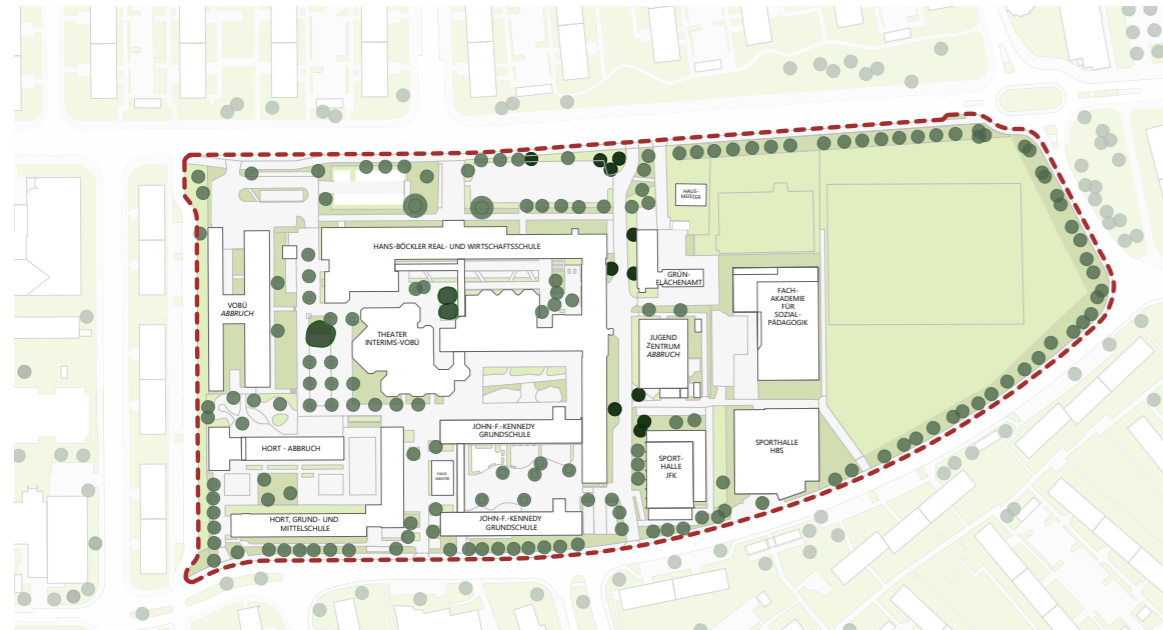 HAUS-
MEISTER
HANS-BÖCKLER REAL- UND WIRTSCHAFTSSCHULE
GRÜN-
FLÄCHENAMT
FACH-
AKADEMIE
FÜR
SOZIAL-
PÄDAGOGIK
VOBÜ
ABBRUCH
THEATER
INTERIMS-VOBÜ
JUGEND
ZENTRUM
ABBRUCH
JOHN-F.-KENNEDY
GRUNDSCHULE
HORT - ABBRUCH
SPORTHALLE
HBS
SPORT-
HALLE
JFK
HAUS-
MEISTER
HORT, GRUND- UND
MITTELSCHULE
JOHN-F.-KENNEDY
GRUNDSCHULE